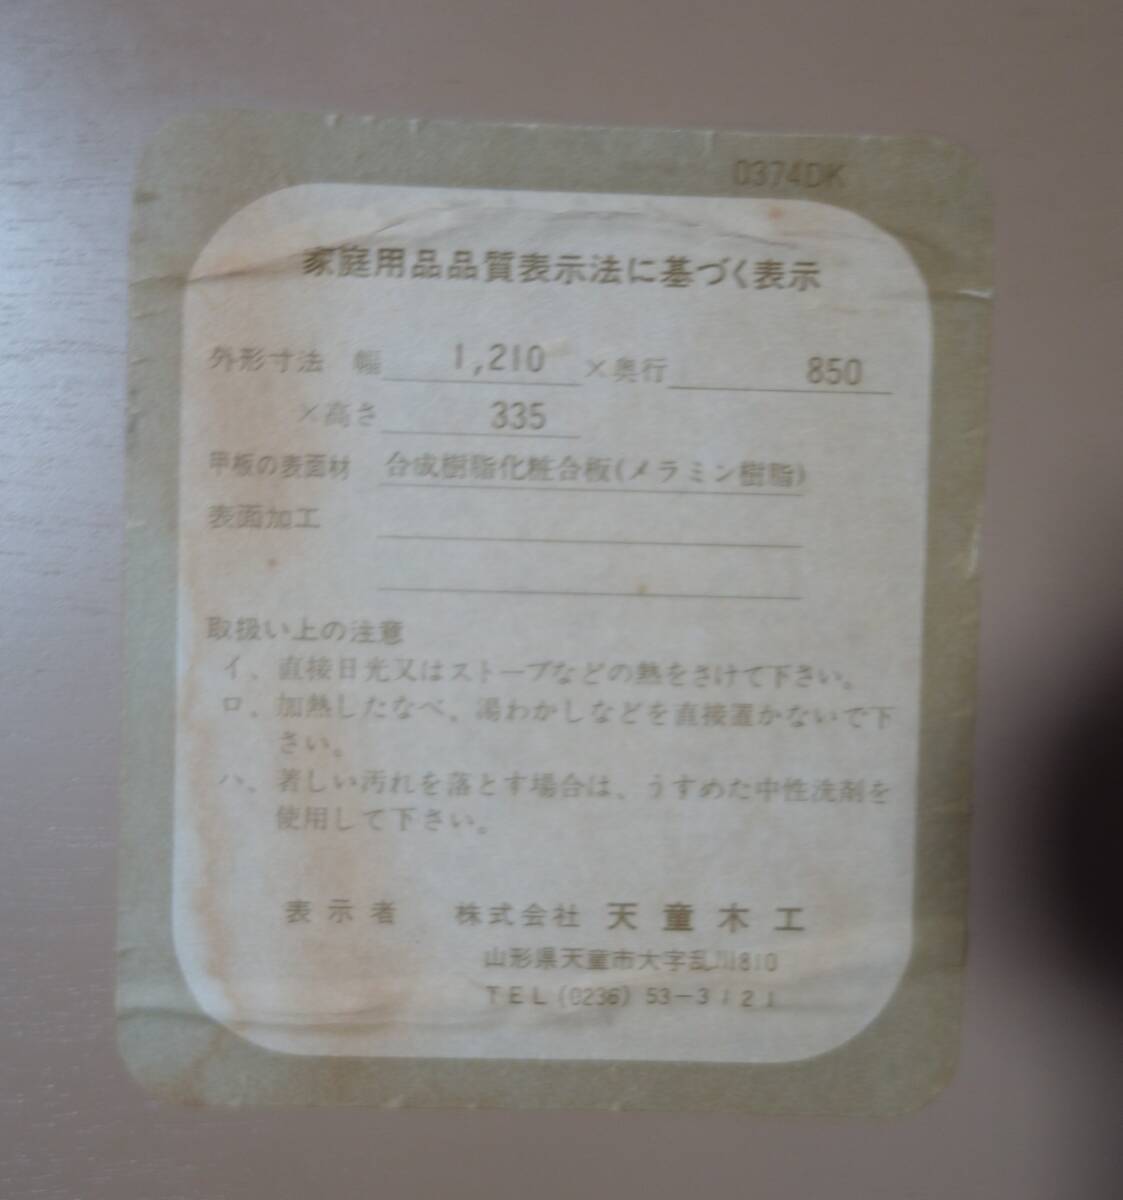 0374DK
家庭用品品質表示法に基づく表示
外形寸法 幅 1,210 ×奥行 850
×高さ 335
甲板の表面材 合成樹脂化粧合板(メラミン樹脂)
表面加工
取扱い上の注意
イ、直接日光又はストーブなどの熱をさけて下さい。
ロ、加熱したなべ、湯わかしなどを直接置かないで下
さい。
ハ、著しい汚れを落とす場合は、うすめた中性洗剤を
使用して下さい。
表示者 株式会社 天童木工
山形県天童市大字乱川810
TEL(0236)53-3121